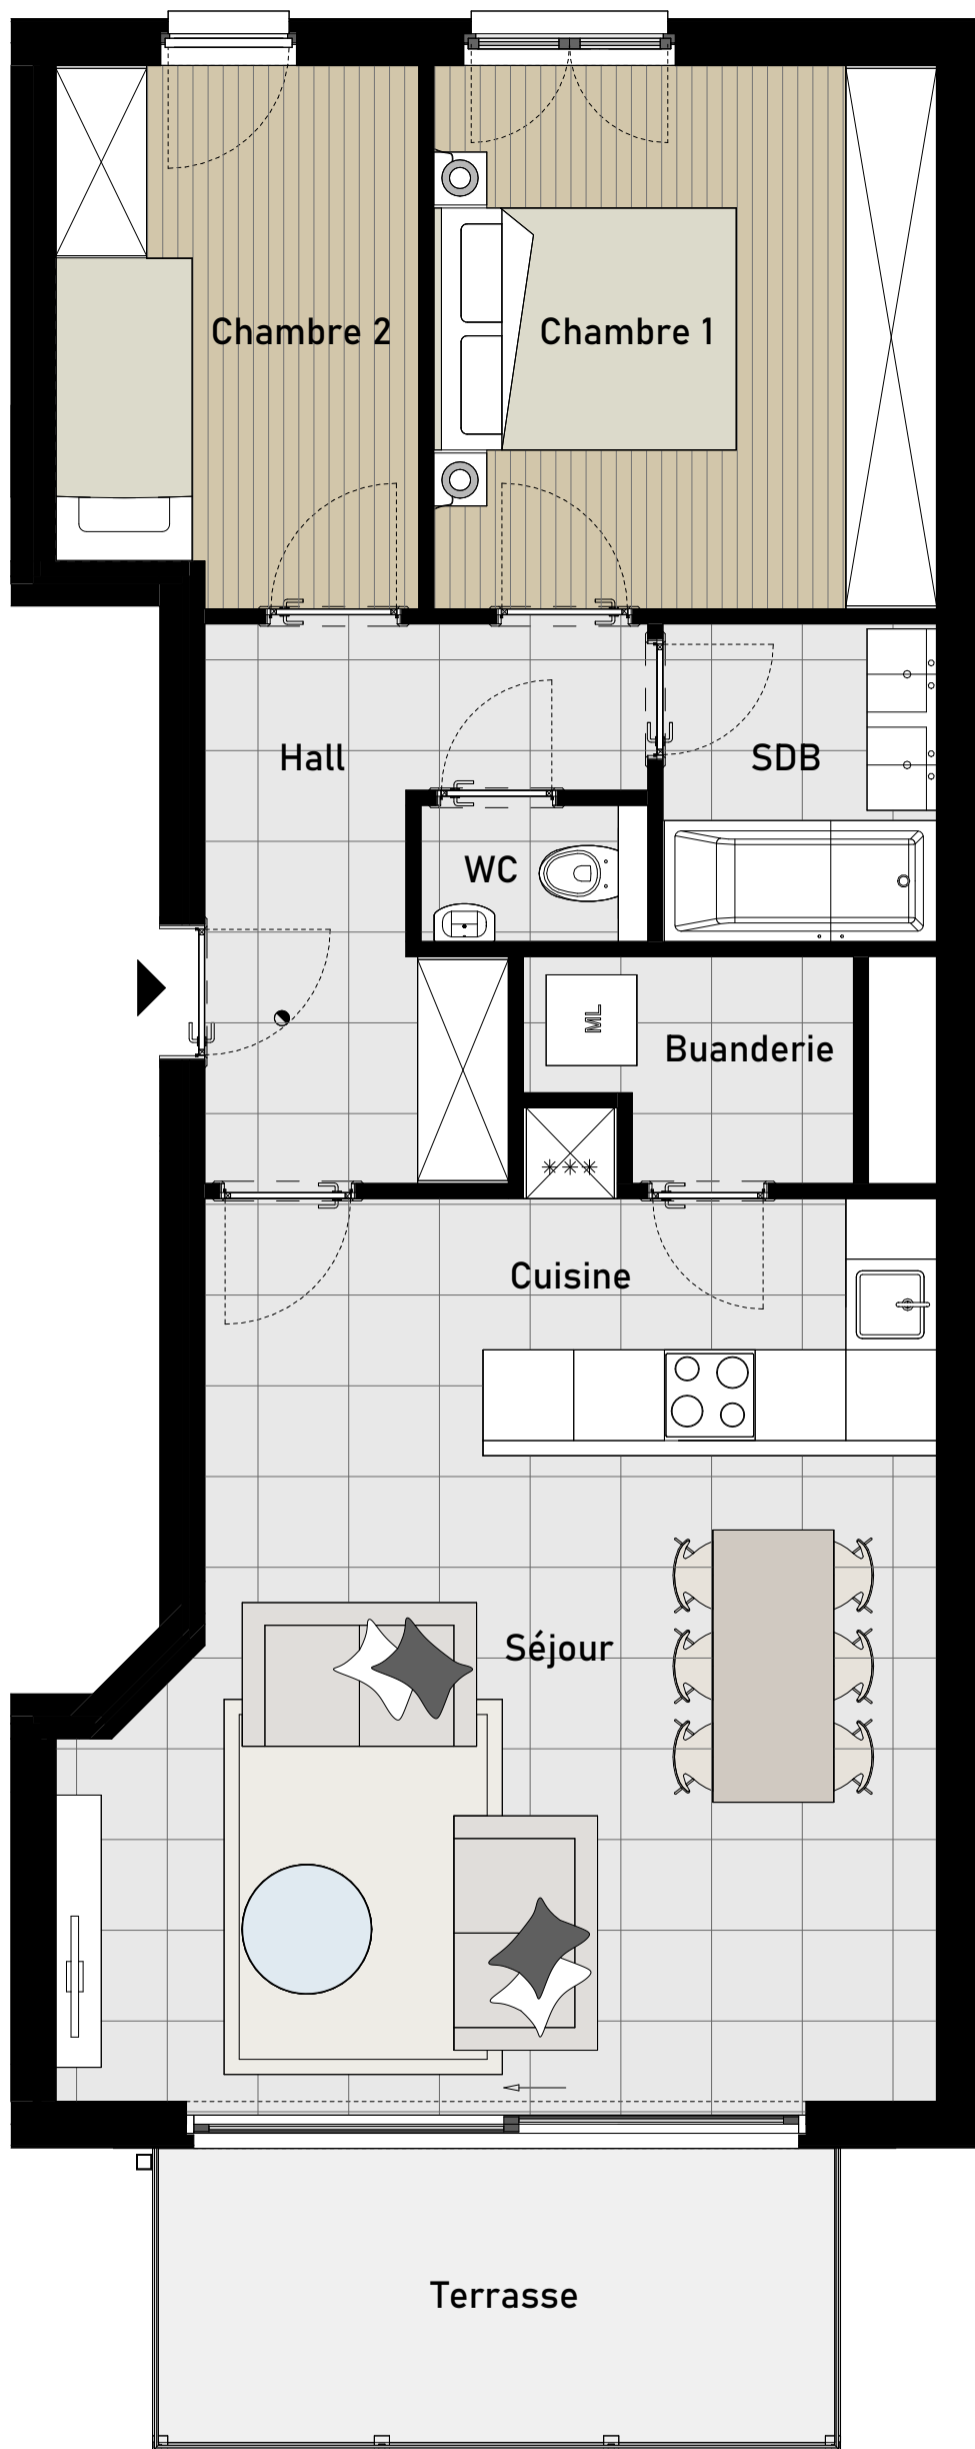 Chambre 2
Chambre 1
Hall
SDB
WC
ML
Buanderie
Cuisine
Séjour
Terrasse